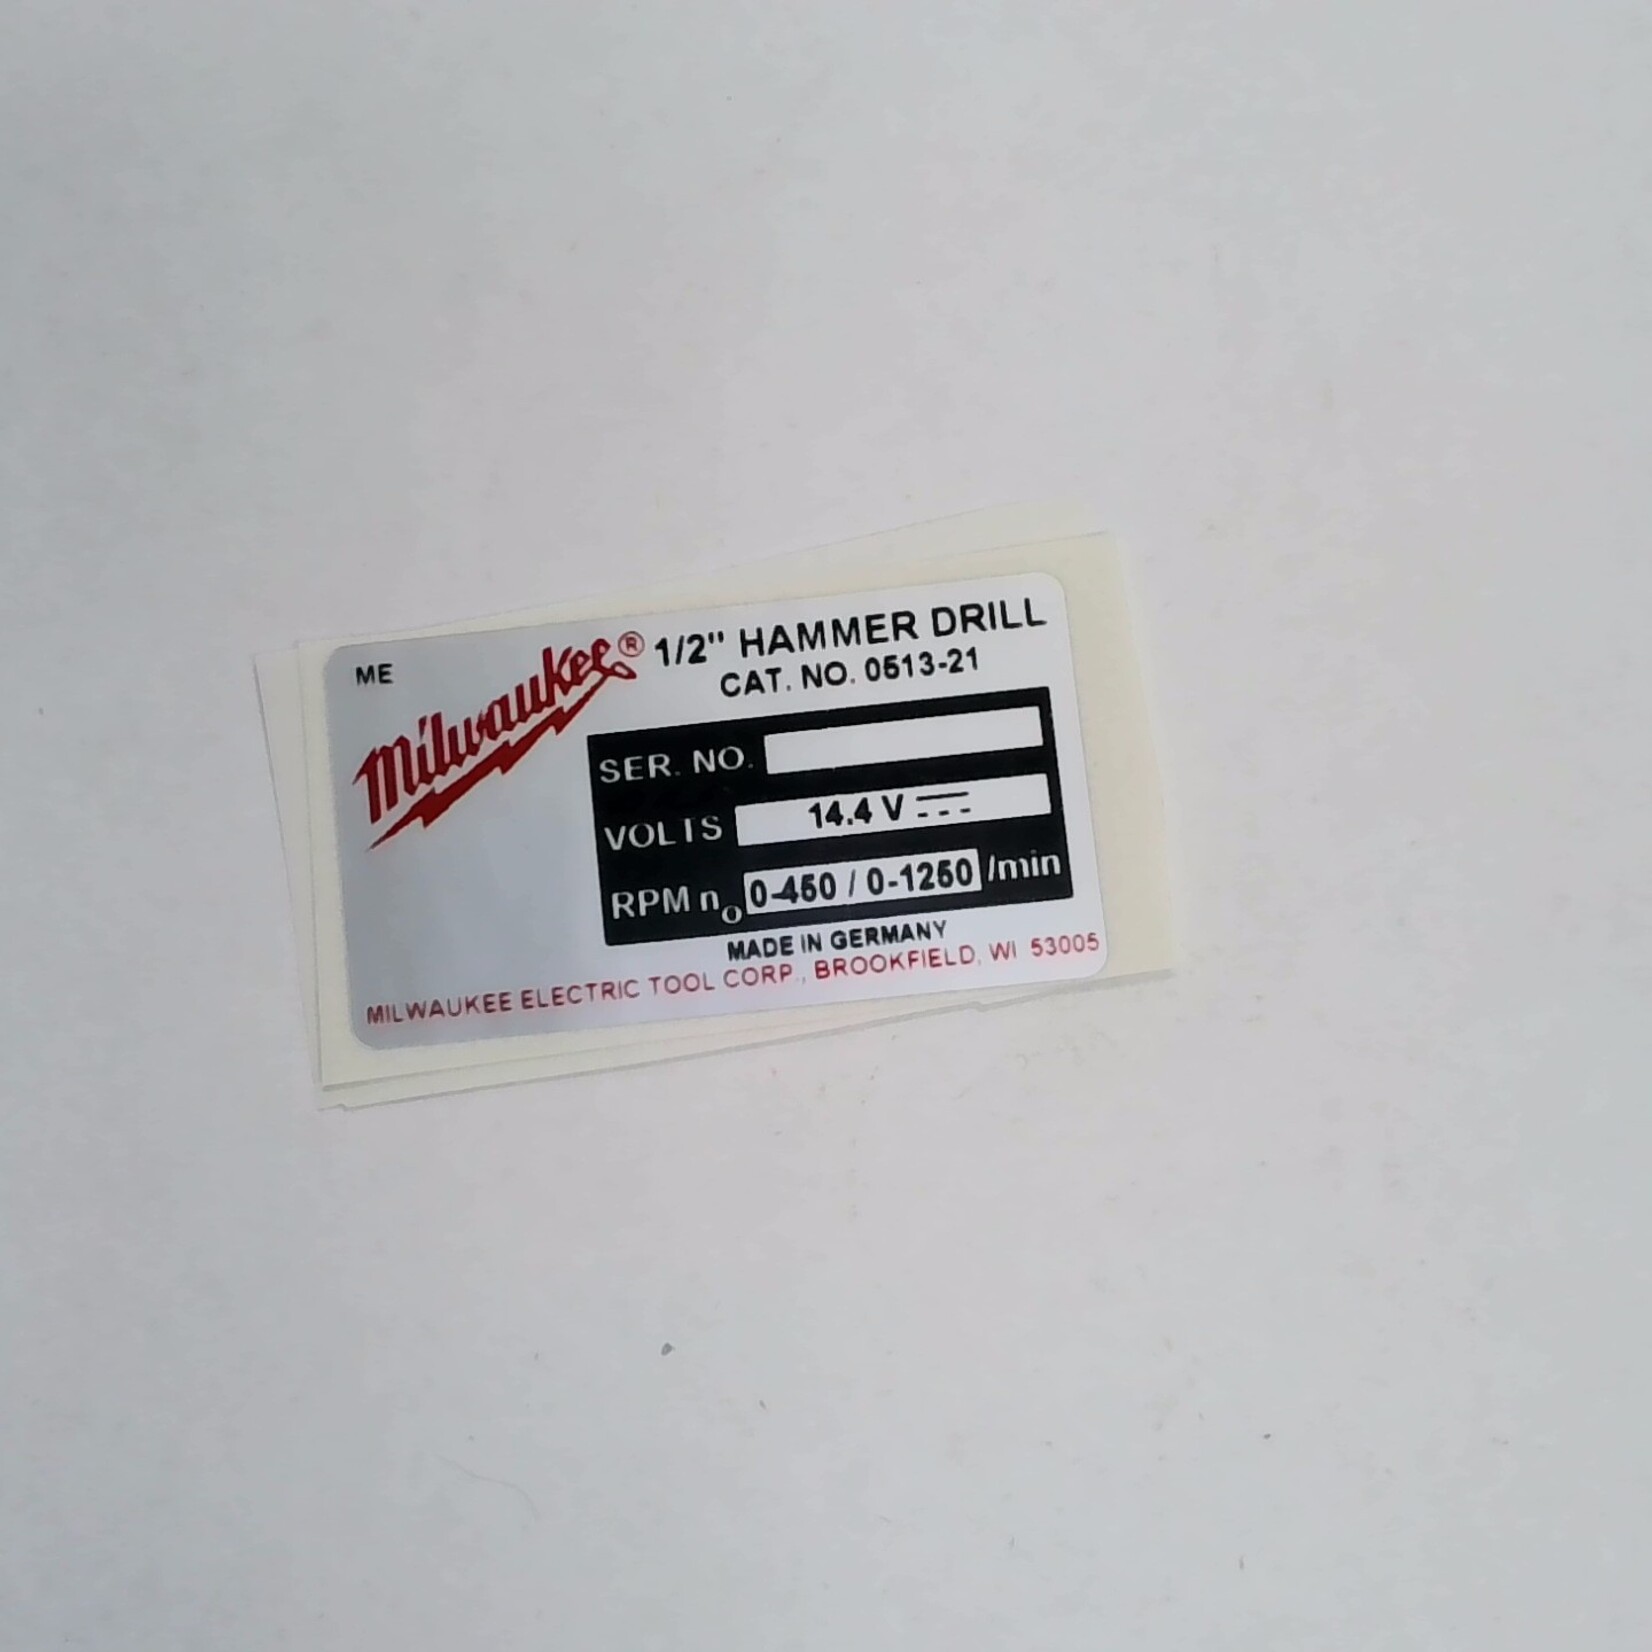 ME
Milwaukee® 1/2" HAMMER DRILL
CAT. NO. 0513-21
SER. NO.
VOLTS 14.4 V
RPM no 0-450 / 0-1250 /min
MADE IN GERMANY
MILWAUKEE ELECTRIC TOOL CORP., BROOKFIELD, WI 53005